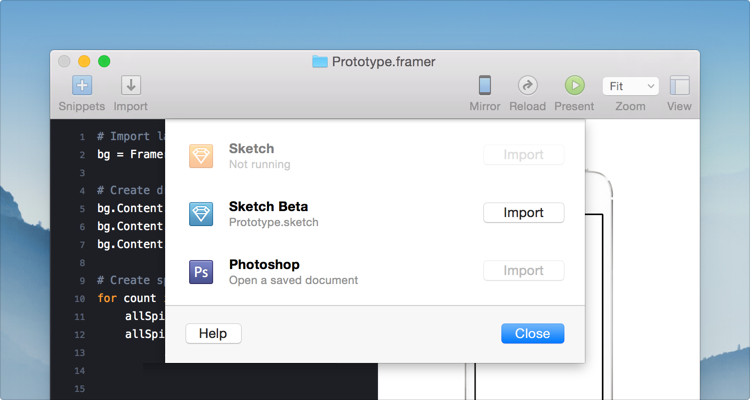 Prototype.framer
Snippets Import Mirror Reload Present Fit Zoom View
1 # Import
2 bg = Frame
3
4 # Create
5 bg.Content
6 bg.Content
7 bg.Content
8
9 # Create
10 for count
11 allSpi
12 allSpi
13
14
15
Sketch
Not running
Import
Sketch Beta
Prototype.sketch
Import
Ps
Photoshop
Open a saved document
Import
Help
Close